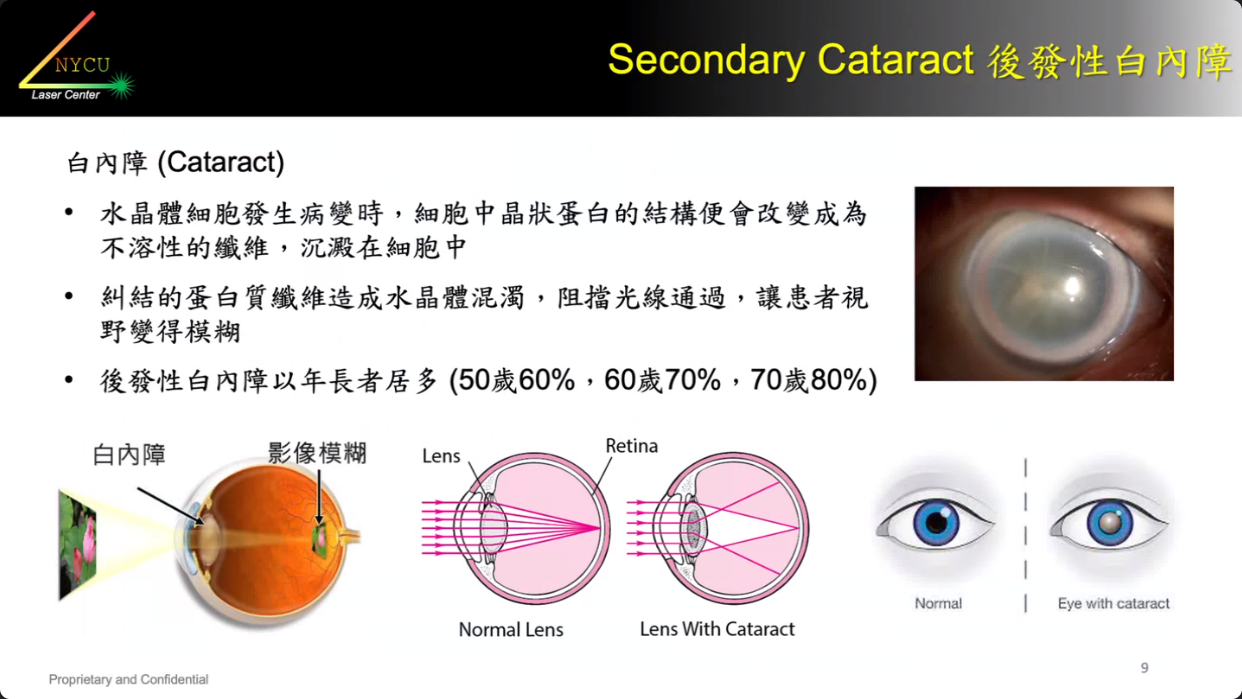 NYCU
Laser Center
Secondary Cataract 後發性白內障
白內障 (Cataract)
• 水晶體細胞發生病變時，細胞中晶狀蛋白的結構便會改變成為
不溶性的纖維，沉澱在細胞中
• 糾結的蛋白質纖維造成水晶體混濁，阻擋光線通過，讓患者視
野變得模糊
• 後發性白內障以年長者居多 (50歲60%，60歲70%，70歲80%)
白內障
影像模糊
Lens
Retina
Normal Lens
Lens With Cataract
Normal
Eye with cataract
Proprietary and Confidential
9